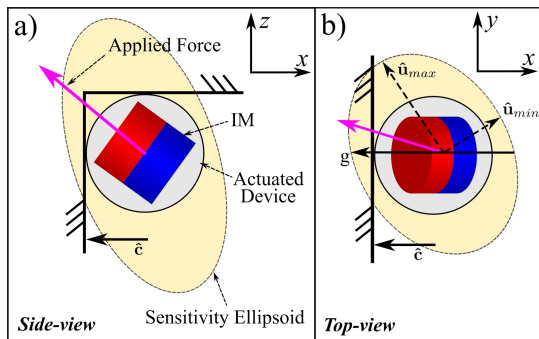 a)
Applied Force
z
x
IM
Actuated
Device
ĉ
Sensitivity Ellipsoid
Side-view
b)
y
x
û_max
û_min
g
ĉ
Top-view